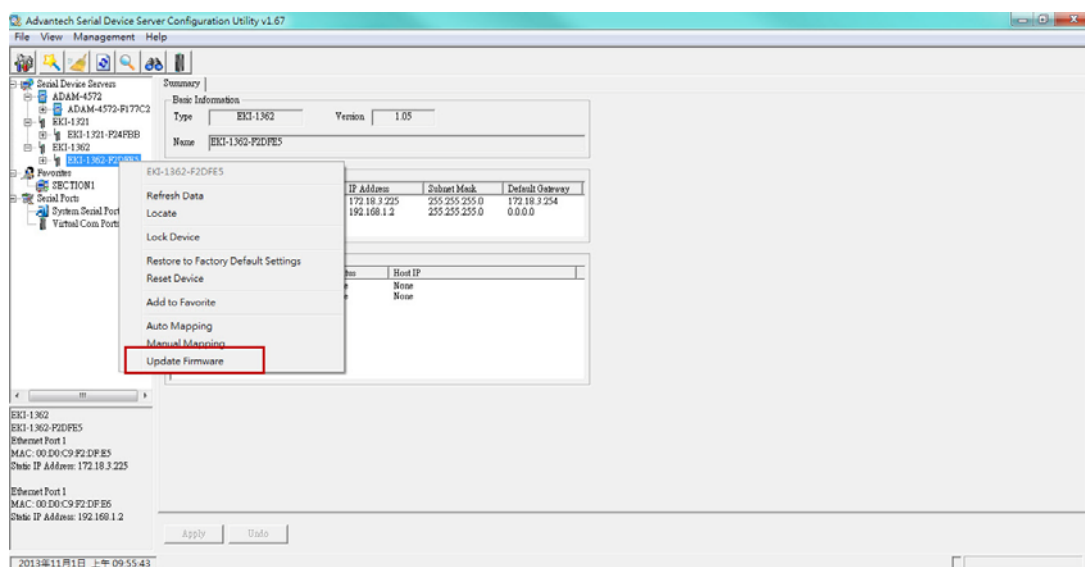 Advantech Serial Device Server Configuration Utility v1.67
File View Management Help
Serial Device Servers
ADAM-4572
ADAM-4572-F177C2
EKI-1321
EKI-1321-F24FBB
EKI-1362
EKI-1362-F2DFE5
Favorites
SECTION1
Serial Ports
System Serial Port
Virtual Com Ports
EKI-1362-F2DFE5
Refresh Data
Locate
Lock Device
Restore to Factory Default Settings
Reset Device
Add to Favorite
Auto Mapping
Manual Mapping
Update Firmware
Summary
Basic Information
Type EKI-1362 Version 1.05
Name EKI-1362-F2DFE5
IP Address Subnet Mask Default Gateway
172.18.3.225 255.255.255.0 172.18.3.254
192.168.1.2 255.255.255.0 0.0.0.0
Host IP
None
None
EKI-1362
EKI-1362-F2DFE5
Ethernet Port 1
MAC: 00:D0:C9:F2:DF:E5
Static IP Address: 172.18.3.225
Ethernet Port 1
MAC: 00:D0:C9:F2:DF:E6
Static IP Address: 192.168.1.2
Apply Undo
2013年11月1日 上午 09:55:43